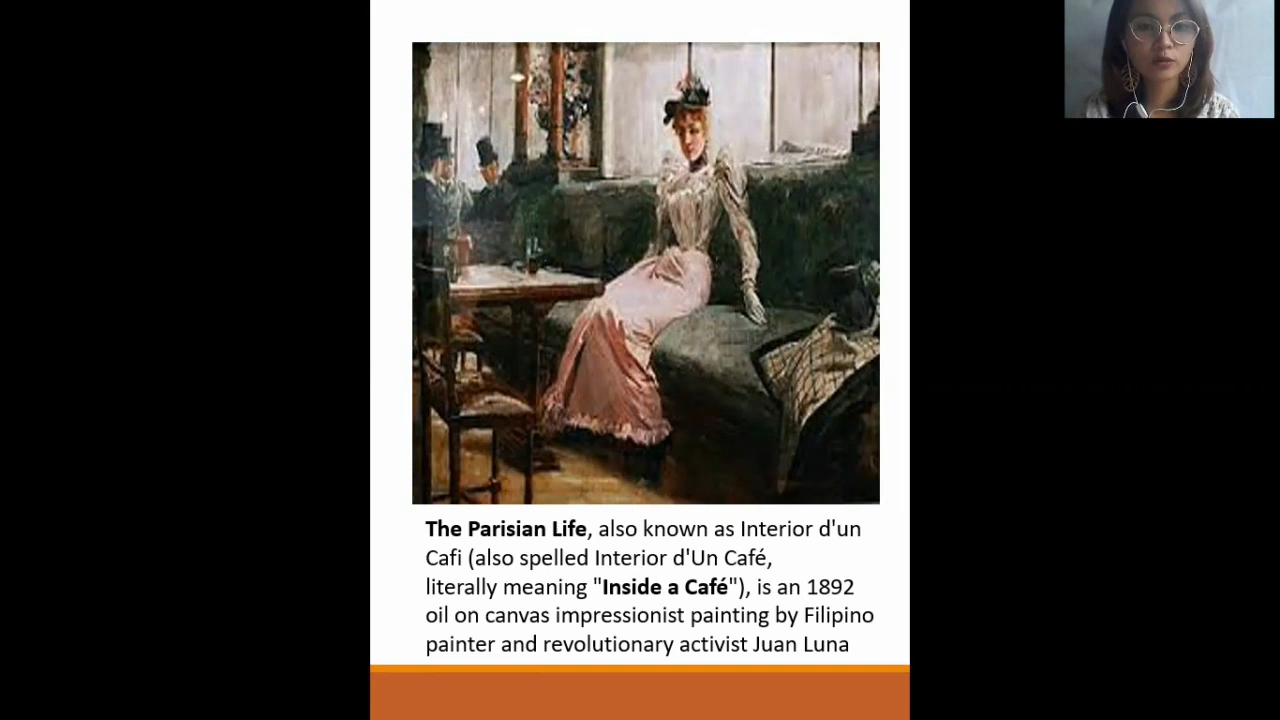 The Parisian Life, also known as Interior d'un
Cafi (also spelled Interior d'Un Café,
literally meaning "Inside a Café"), is an 1892
oil on canvas impressionist painting by Filipino
painter and revolutionary activist Juan Luna